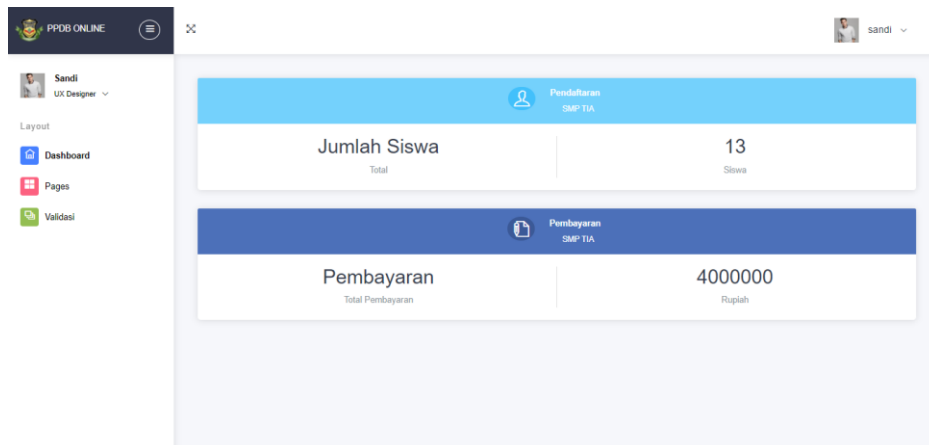 PPDB ONLINE
sandi
Sandi
UX Designer
Layout
Dashboard
Pages
Validasi
Pendaftaran
SMP TIA
Jumlah Siswa
Total
13
Siswa
Pembayaran
SMP TIA
Pembayaran
Total Pembayaran
4000000
Rupiah